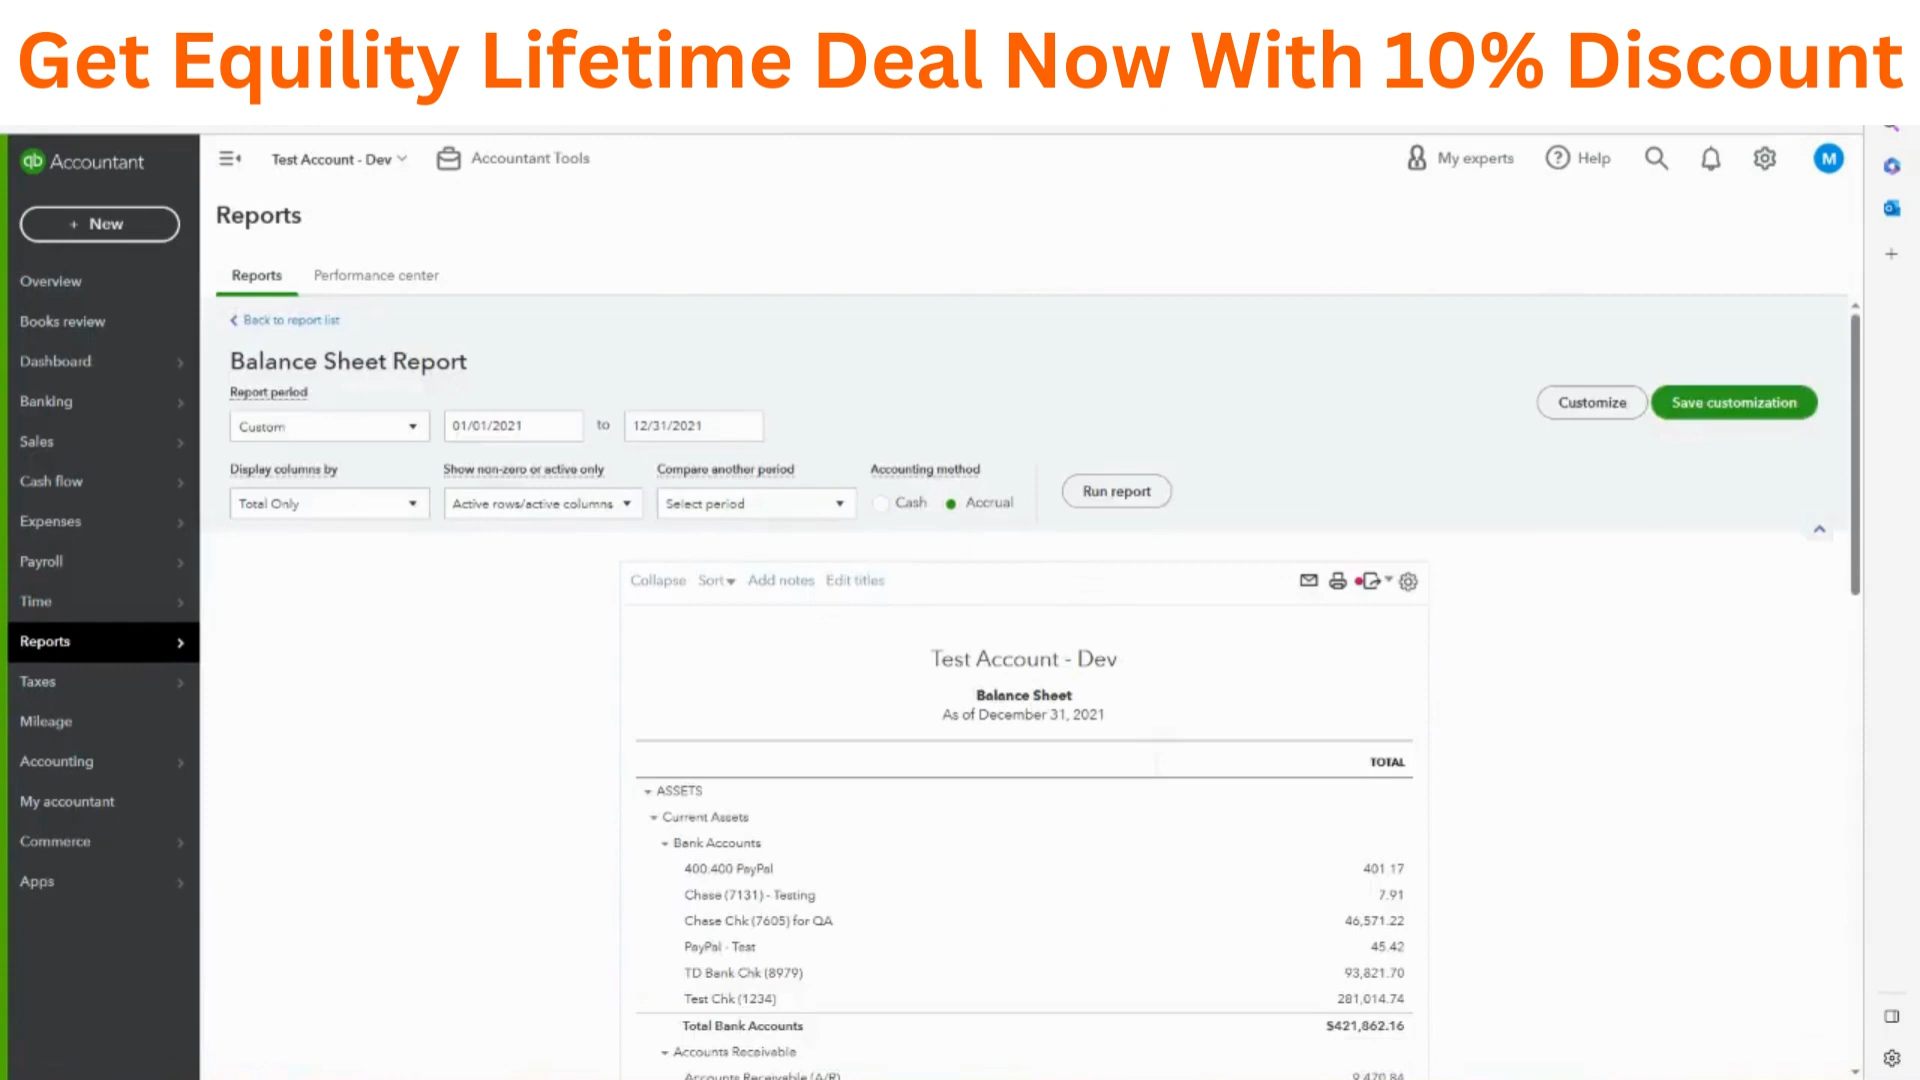 Get Equility Lifetime Deal Now With 10% Discount
qb Accountant
Test Account - Dev
Accountant Tools
My experts
? Help
M
+ New
Reports
Reports Performance center
Overview
Books review
Dashboard
Banking
Sales
Cash flow
Expenses
Payroll
Time
Reports
Taxes
Mileage
Accounting
My accountant
Commerce
Apps
Back to report list
Balance Sheet Report
Report period
Custom 01/01/2021 to 12/31/2021
Customize Save customization
Display columns by Show non-zero or active only Compare another period Accounting method
Total Only Active rows/active columns Select period Cash Accrual
Run report
Collapse Sort Add notes Edit titles
Test Account - Dev
Balance Sheet
As of December 31, 2021
TOTAL
ASSETS
Current Assets
Bank Accounts
400.400 PayPal 401.17
Chase (7131) - Testing 7.91
Chase Chk (7605) for QA 46,571.22
PayPal - Test 45.42
TD Bank Chk (8979) 93,821.70
Test Chk (1234) 281,014.74
Total Bank Accounts $421,862.16
Accounts Receivable
Accounts Receivable (A/R) 9,470.84